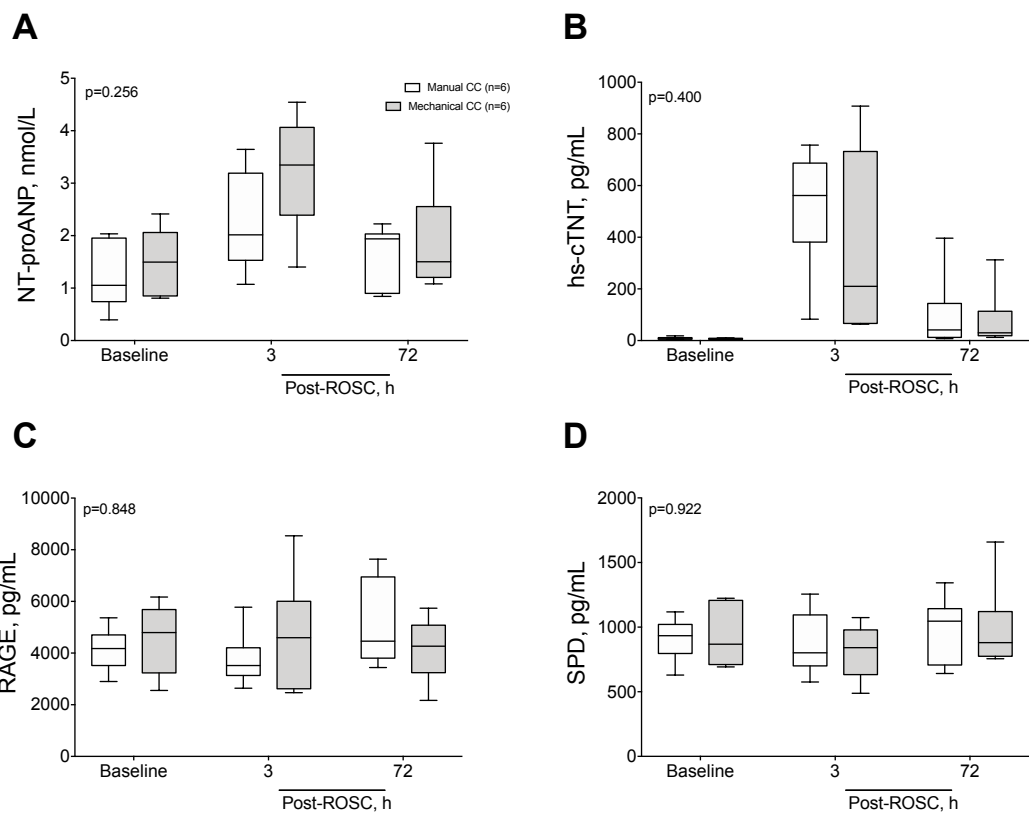 A
NT-proANP, nmol/L
p=0.256
Manual CC (n=6)
Mechanical CC (n=6)
5
4
3
2
1
0
Baseline
3
72
Post-ROSC, h
B
hs-cTNT, pg/mL
p=0.400
1000
800
600
400
200
0
Baseline
3
72
Post-ROSC, h
C
RAGE, pg/mL
p=0.848
10000
8000
6000
4000
2000
0
Baseline
3
72
Post-ROSC, h
D
SPD, pg/mL
p=0.922
2000
1500
1000
500
0
Baseline
3
72
Post-ROSC, h